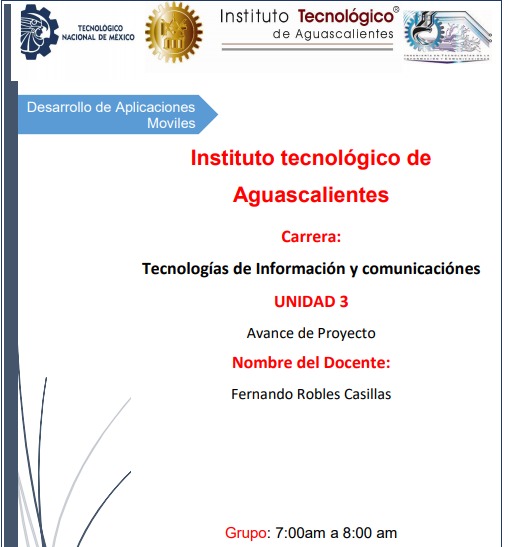 TECNOLÓGICO
NACIONAL DE MÉXICO
Instituto Tecnológico®
de Aguascalientes
Desarrollo de Aplicaciones
Moviles
Instituto tecnológico de
Aguascalientes
Carrera:
Tecnologías de Información y comunicaciónes
UNIDAD 3
Avance de Proyecto
Nombre del Docente:
Fernando Robles Casillas
Grupo: 7:00am a 8:00 am